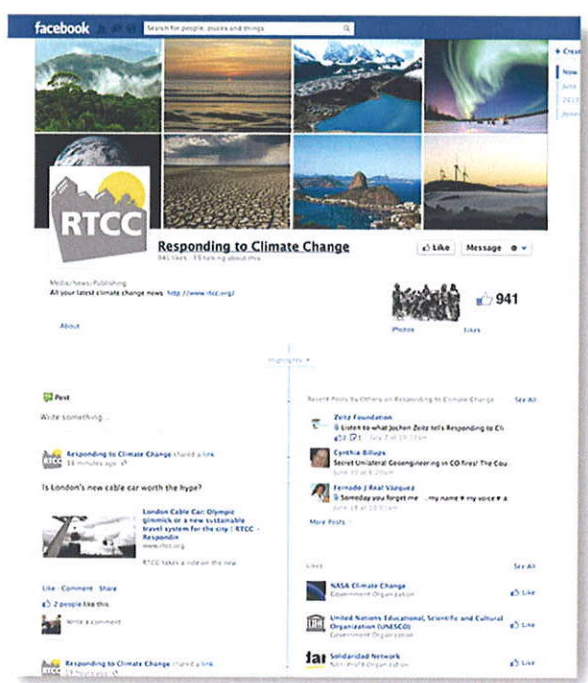 facebook
Search for people, places and things
+ Creat
Now
June
Joined
RTCC
Responding to Climate Change
941 likes · 15 talking about this
Like
Message
Media/News/Publishing
All your latest climate change news: http://www.rtcc.org/
About
941
Photos
Likes
Highlights
Post
Write something...
Responding to Climate Change shared a link
Is London's new cable car worth the hype?
London Cable Car: Olympic
gimmick or a new sustainable
travel system for the city | RTCC -
Respondin
www.rtcc.org
RTCC takes a ride on the new
Like · Comment · Share
2 people like this.
Write a comment
RTCC
Responding to Climate Change shared a link
Recent Posts by Others on Responding to Climate Change
See All
Zeitz Foundation
Listen to what Jochen Zeitz tells Responding to Cli
Cynthia Billups
Secret Unilateral Geoengineering in CO fires! The Cou
Fernado J Real Vázquez
Someday you forget me
my name ♥ my voice ♥ a
More Posts
Likes
See All
NASA Climate Change
Government Organization
Like
United Nations Educational, Scientific and Cultural
Organization (UNESCO)
Government Organization
Like
dar
Solidaridad Network
Non-Profit Organization
Like